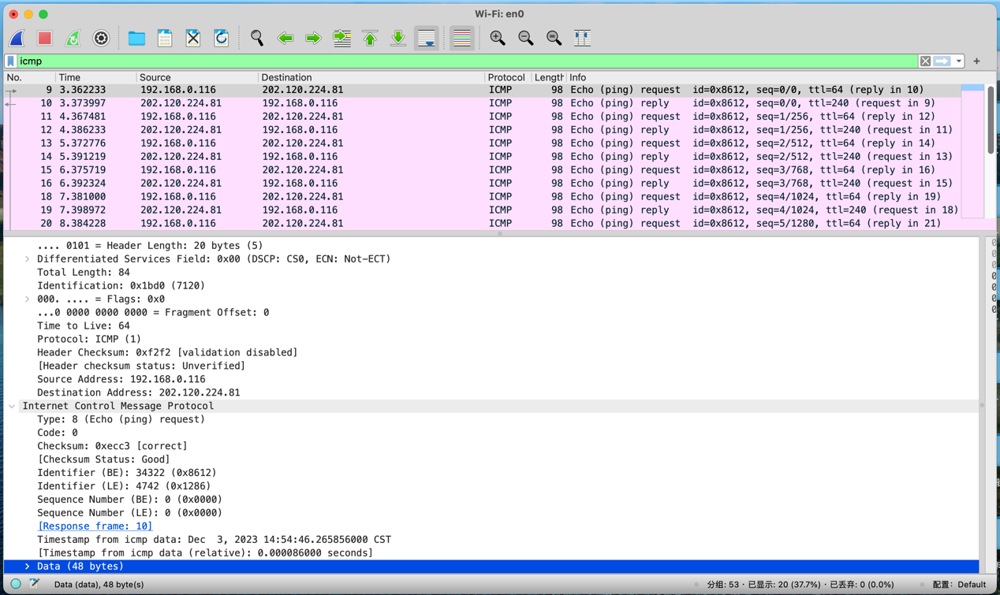 Wi-Fi: en0
icmp
No. Time Source Destination Protocol Length Info
9 3.362233 192.168.0.116 202.120.224.81 ICMP 98 Echo (ping) request id=0x8612, seq=0/0, ttl=64 (reply in 10)
10 3.373997 202.120.224.81 192.168.0.116 ICMP 98 Echo (ping) reply id=0x8612, seq=0/0, ttl=240 (request in 9)
11 4.367481 192.168.0.116 202.120.224.81 ICMP 98 Echo (ping) request id=0x8612, seq=1/256, ttl=64 (reply in 12)
12 4.386233 202.120.224.81 192.168.0.116 ICMP 98 Echo (ping) reply id=0x8612, seq=1/256, ttl=240 (request in 11)
13 5.372776 192.168.0.116 202.120.224.81 ICMP 98 Echo (ping) request id=0x8612, seq=2/512, ttl=64 (reply in 14)
14 5.391219 202.120.224.81 192.168.0.116 ICMP 98 Echo (ping) reply id=0x8612, seq=2/512, ttl=240 (request in 13)
15 6.375719 192.168.0.116 202.120.224.81 ICMP 98 Echo (ping) request id=0x8612, seq=3/768, ttl=64 (reply in 16)
16 6.392324 202.120.224.81 192.168.0.116 ICMP 98 Echo (ping) reply id=0x8612, seq=3/768, ttl=240 (request in 15)
18 7.381000 192.168.0.116 202.120.224.81 ICMP 98 Echo (ping) request id=0x8612, seq=4/1024, ttl=64 (reply in 19)
19 7.398972 202.120.224.81 192.168.0.116 ICMP 98 Echo (ping) reply id=0x8612, seq=4/1024, ttl=240 (request in 18)
20 8.384228 192.168.0.116 202.120.224.81 ICMP 98 Echo (ping) request id=0x8612, seq=5/1280, ttl=64 (reply in 21)
.... 0101 = Header Length: 20 bytes (5)
Differentiated Services Field: 0x00 (DSCP: CS0, ECN: Not-ECT)
Total Length: 84
Identification: 0x1bd0 (7120)
000. .... = Flags: 0x0
...0 0000 0000 0000 = Fragment Offset: 0
Time to Live: 64
Protocol: ICMP (1)
Header Checksum: 0xf2f2 [validation disabled]
[Header checksum status: Unverified]
Source Address: 192.168.0.116
Destination Address: 202.120.224.81
Internet Control Message Protocol
Type: 8 (Echo (ping) request)
Code: 0
Checksum: 0xecc3 [correct]
[Checksum Status: Good]
Identifier (BE): 34322 (0x8612)
Identifier (LE): 4742 (0x1286)
Sequence Number (BE): 0 (0x0000)
Sequence Number (LE): 0 (0x0000)
[Response frame: 10]
Timestamp from icmp data: Dec  3, 2023 14:54:46.265856000 CST
[Timestamp from icmp data (relative): 0.000086000 seconds]
Data (48 bytes)
Data (data), 48 byte(s) 分组: 53 · 已显示: 20 (37.7%) · 已丢弃: 0 (0.0%) 配置: Default